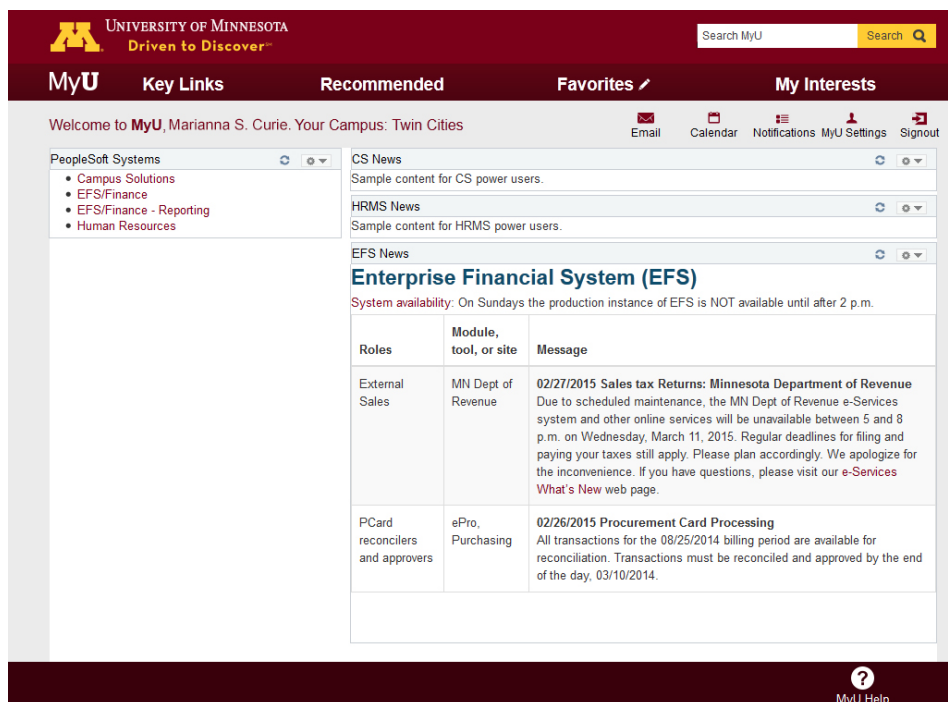 UNIVERSITY OF MINNESOTA
Driven to Discover℠
Search MyU
Search
MyU
Key Links
Recommended
Favorites
My Interests
Welcome to MyU, Marianna S. Curie. Your Campus: Twin Cities
Email
Calendar
Notifications
MyU Settings
Signout
PeopleSoft Systems
Campus Solutions
EFS/Finance
EFS/Finance - Reporting
Human Resources
CS News
Sample content for CS power users.
HRMS News
Sample content for HRMS power users.
EFS News
Enterprise Financial System (EFS)
System availability: On Sundays the production instance of EFS is NOT available until after 2 p.m.
Roles
Module,
tool, or site
Message
External
Sales
MN Dept of
Revenue
02/27/2015 Sales tax Returns: Minnesota Department of Revenue
Due to scheduled maintenance, the MN Dept of Revenue e-Services
system and other online services will be unavailable between 5 and 8
p.m. on Wednesday, March 11, 2015. Regular deadlines for filing and
paying your taxes still apply. Please plan accordingly. We apologize for
the inconvenience. If you have questions, please visit our e-Services
What's New web page.
PCard
reconcilers
and approvers
ePro,
Purchasing
02/26/2015 Procurement Card Processing
All transactions for the 08/25/2014 billing period are available for
reconciliation. Transactions must be reconciled and approved by the end
of the day, 03/10/2014.
MyU Help